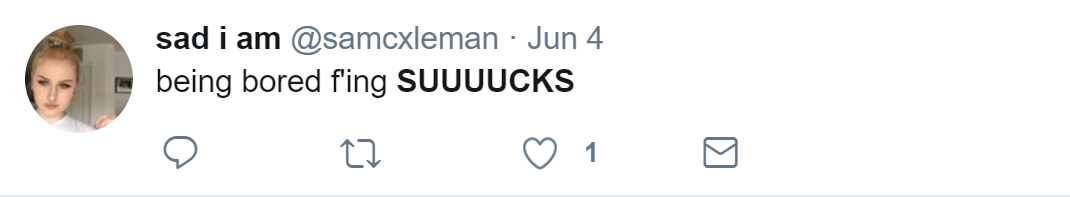 sad i am @samcxleman · Jun 4
being bored f'ing SUUUUCKS
1